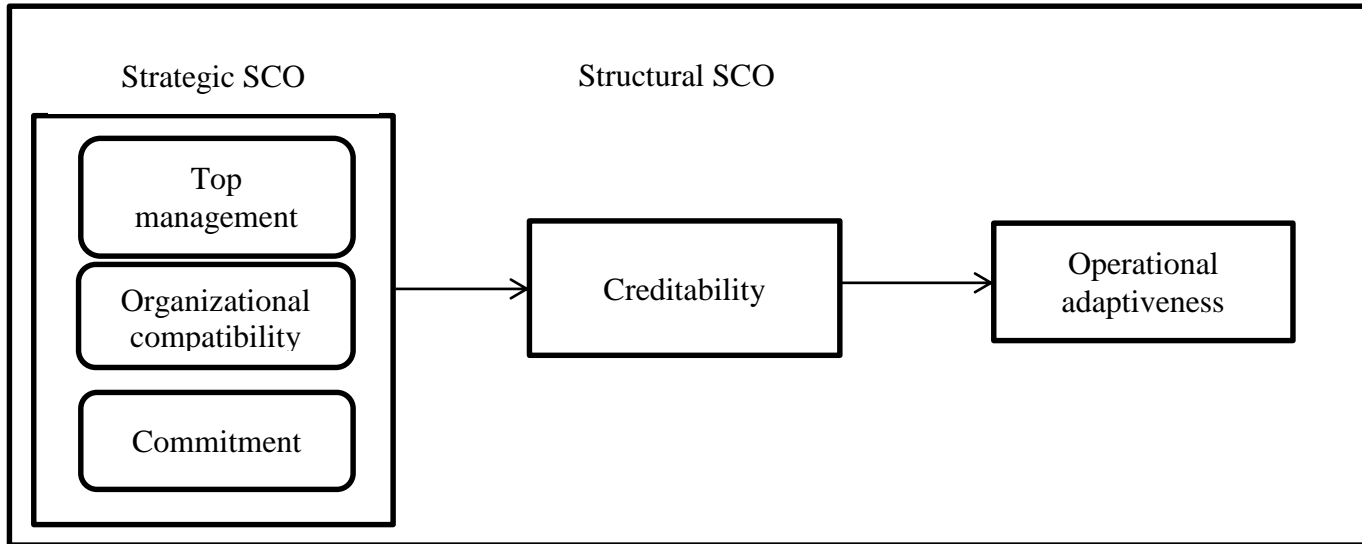 Strategic SCO
Structural SCO
Top
management
Organizational
compatibility
Commitment
Creditability
Operational
adaptiveness